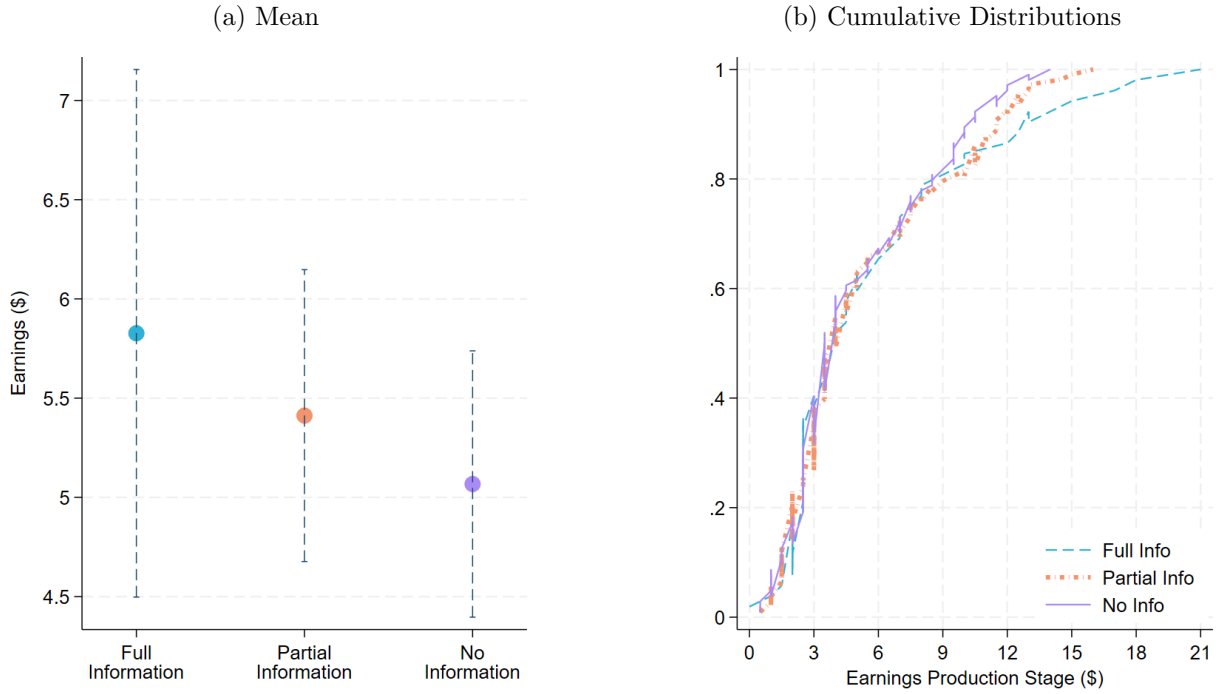 (a) Mean
Earnings ($)
7
6.5
6
5.5
5
4.5
Full
Information
Partial
Information
No
Information
(b) Cumulative Distributions
1
.8
.6
.4
.2
0
Full Info
Partial Info
No Info
0 3 6 9 12 15 18 21
Earnings Production Stage ($)